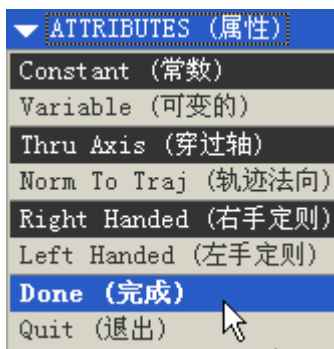 ATTRIBUTES (属性)
Constant (常数)
Variable (可变的)
Thru Axis (穿过轴)
Norm To Traj (轨迹法向)
Right Handed (右手定则)
Left Handed (左手定则)
Done (完成)
Quit (退出)